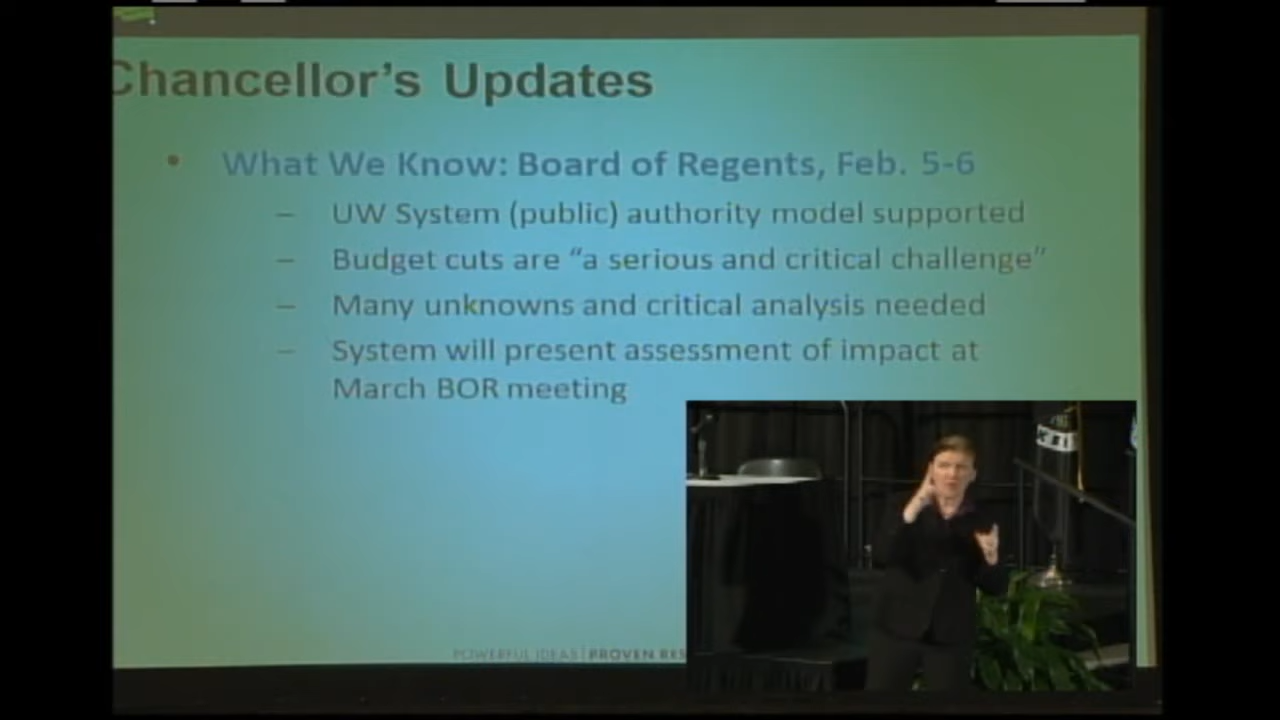 Chancellor's Updates
• What We Know: Board of Regents, Feb. 5-6
– UW System (public) authority model supported
– Budget cuts are “a serious and critical challenge”
– Many unknowns and critical analysis needed
– System will present assessment of impact at
March BOR meeting
POWERFUL IDEAS | PROVEN RES